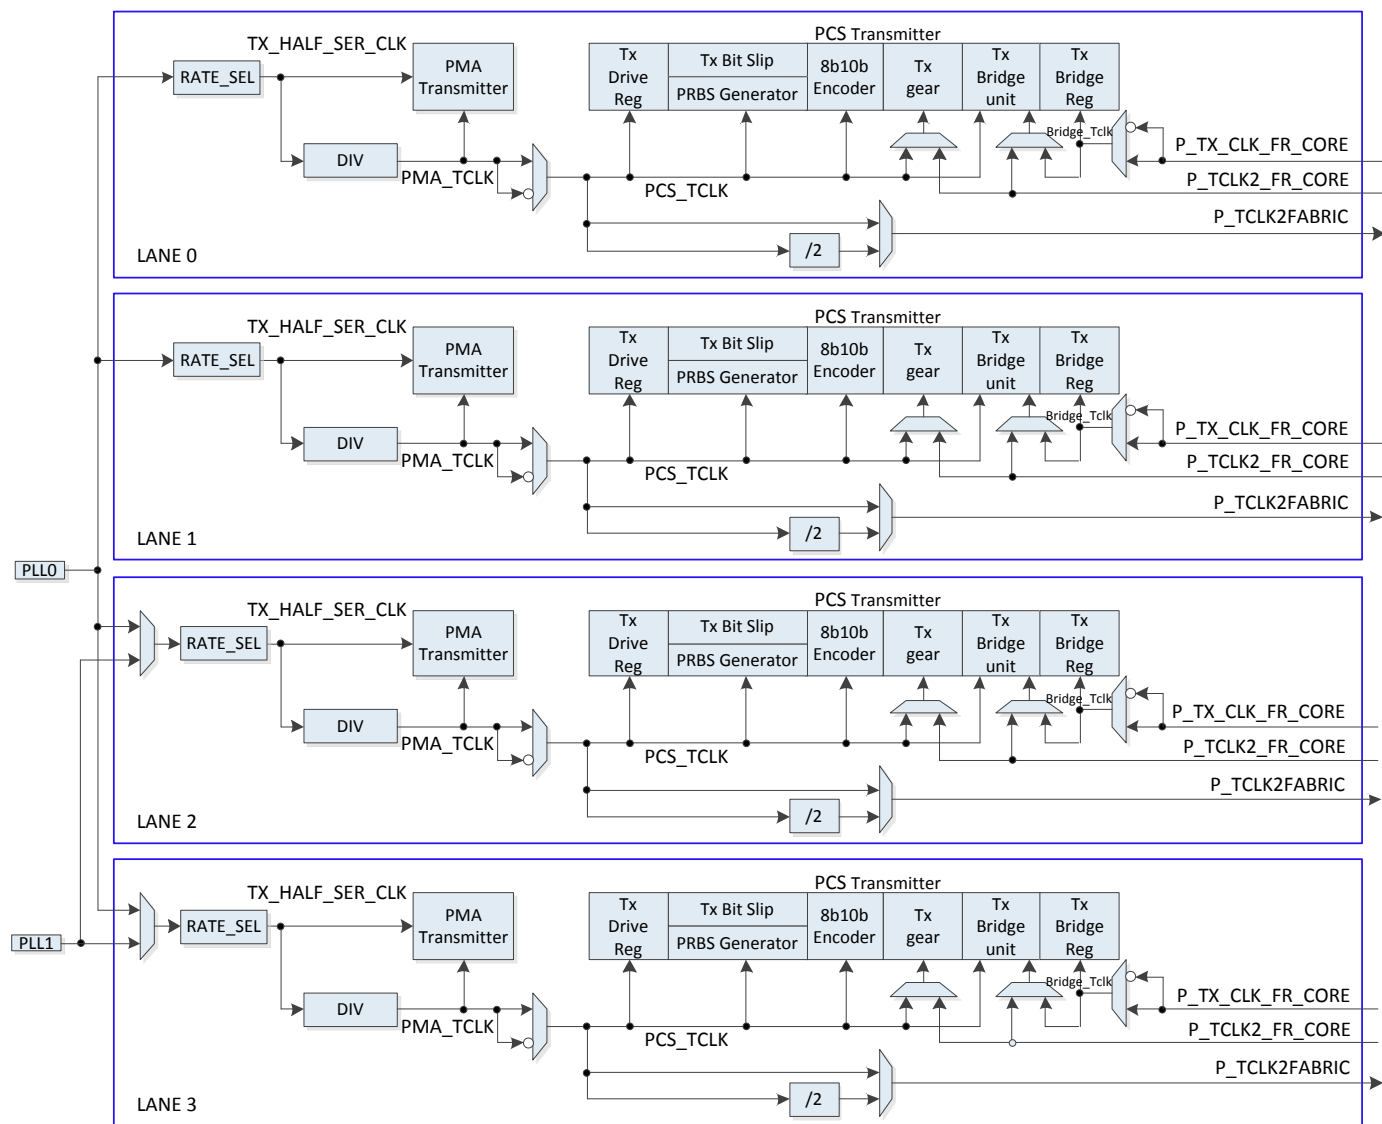 PCS Transmitter
TX_HALF_SER_CLK
RATE_SEL
PMA
Transmitter
Tx
Drive
Reg
Tx Bit Slip
PRBS Generator
8b10b
Encoder
Tx
gear
Tx
Bridge
unit
Tx
Bridge
Reg
Bridge_Tclk
P_TX_CLK_FR_CORE
DIV
PMA_TCLK
PCS_TCLK
P_TCLK2_FR_CORE
P_TCLK2FABRIC
/2
LANE 0
PCS Transmitter
TX_HALF_SER_CLK
RATE_SEL
PMA
Transmitter
Tx
Drive
Reg
Tx Bit Slip
PRBS Generator
8b10b
Encoder
Tx
gear
Tx
Bridge
unit
Tx
Bridge
Reg
Bridge_Tclk
P_TX_CLK_FR_CORE
DIV
PMA_TCLK
PCS_TCLK
P_TCLK2_FR_CORE
P_TCLK2FABRIC
/2
LANE 1
PLL0
PCS Transmitter
TX_HALF_SER_CLK
RATE_SEL
PMA
Transmitter
Tx
Drive
Reg
Tx Bit Slip
PRBS Generator
8b10b
Encoder
Tx
gear
Tx
Bridge
unit
Tx
Bridge
Reg
Bridge_Tclk
P_TX_CLK_FR_CORE
DIV
PMA_TCLK
PCS_TCLK
P_TCLK2_FR_CORE
P_TCLK2FABRIC
/2
LANE 2
PCS Transmitter
TX_HALF_SER_CLK
PLL1
RATE_SEL
PMA
Transmitter
Tx
Drive
Reg
Tx Bit Slip
PRBS Generator
8b10b
Encoder
Tx
gear
Tx
Bridge
unit
Tx
Bridge
Reg
Bridge_Tclk
P_TX_CLK_FR_CORE
DIV
PMA_TCLK
PCS_TCLK
P_TCLK2_FR_CORE
P_TCLK2FABRIC
/2
LANE 3